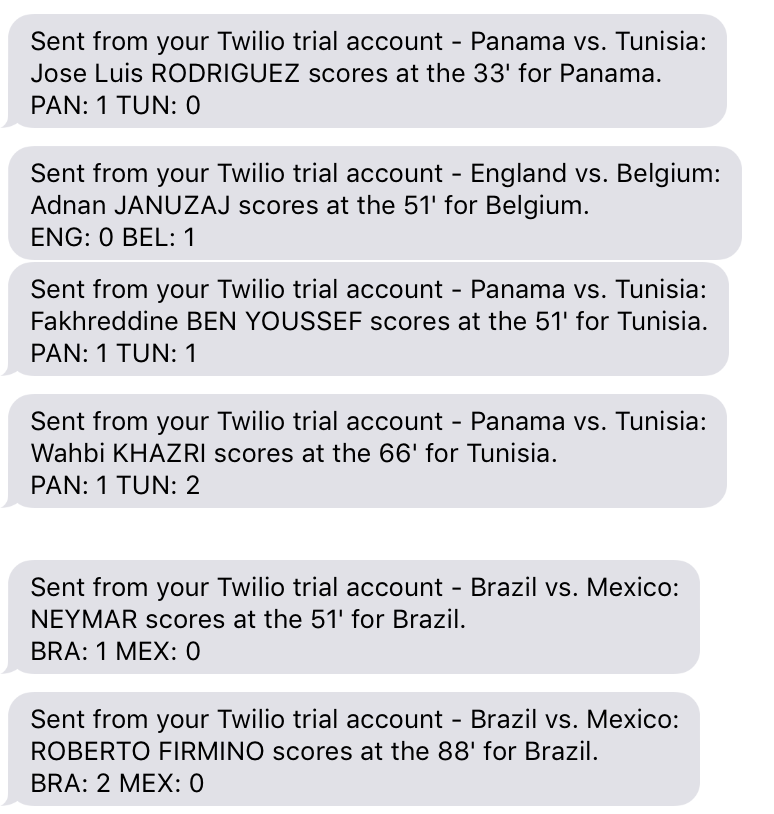 Sent from your Twilio trial account - Panama vs. Tunisia:
Jose Luis RODRIGUEZ scores at the 33' for Panama.
PAN: 1 TUN: 0
Sent from your Twilio trial account - England vs. Belgium:
Adnan JANUZAJ scores at the 51' for Belgium.
ENG: 0 BEL: 1
Sent from your Twilio trial account - Panama vs. Tunisia:
Fakhreddine BEN YOUSSEF scores at the 51' for Tunisia.
PAN: 1 TUN: 1
Sent from your Twilio trial account - Panama vs. Tunisia:
Wahbi KHAZRI scores at the 66' for Tunisia.
PAN: 1 TUN: 2
Sent from your Twilio trial account - Brazil vs. Mexico:
NEYMAR scores at the 51' for Brazil.
BRA: 1 MEX: 0
Sent from your Twilio trial account - Brazil vs. Mexico:
ROBERTO FIRMINO scores at the 88' for Brazil.
BRA: 2 MEX: 0